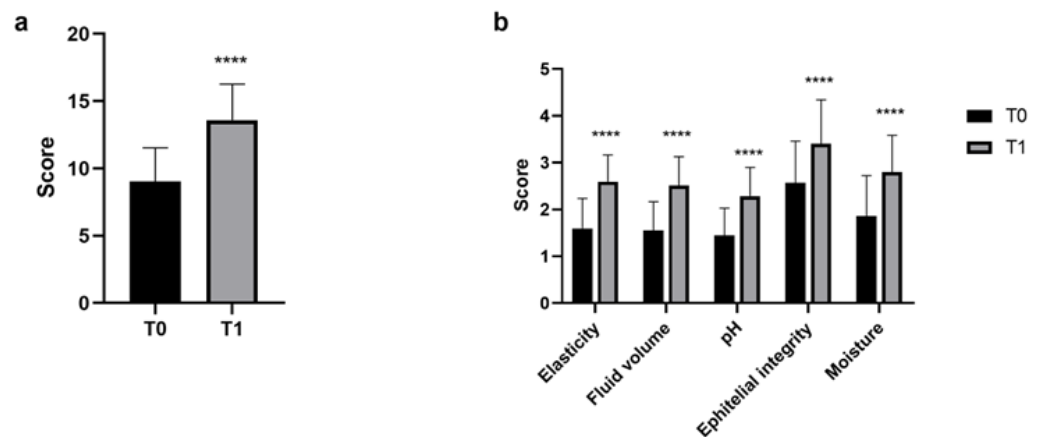 a
20
15
10
5
0
Score
****
T0
T1
b
5
4
3
2
1
0
Score
****
****
****
****
****
Elasticity
Fluid volume
pH
Ephitelial integrity
Moisture
T0
T1